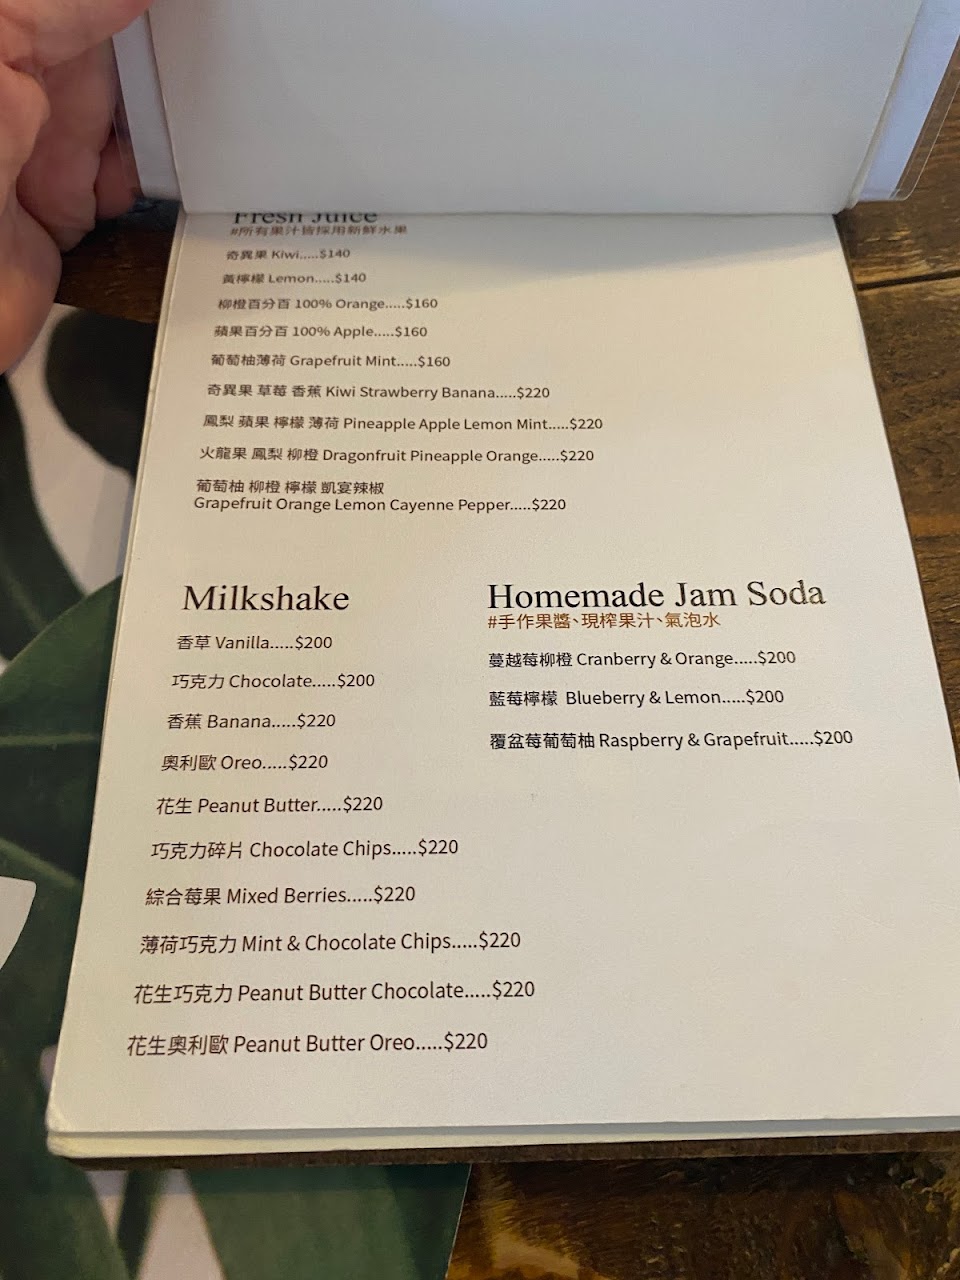 Fresh Juice
#所有果汁皆採用新鮮水果
奇異果 Kiwi.....$140
黃檸檬 Lemon.....$140
柳橙百分百 100% Orange.....$160
蘋果百分百 100% Apple.....$160
葡萄柚薄荷 Grapefruit Mint.....$160
奇異果 草莓 香蕉 Kiwi Strawberry Banana.....$220
鳳梨 蘋果 檸檬 薄荷 Pineapple Apple Lemon Mint.....$220
火龍果 鳳梨 柳橙 Dragonfruit Pineapple Orange.....$220
葡萄柚 柳橙 檸檬 凱宴辣椒
Grapefruit Orange Lemon Cayenne Pepper.....$220
Milkshake
香草 Vanilla.....$200
巧克力 Chocolate.....$200
香蕉 Banana.....$220
奧利歐 Oreo.....$220
花生 Peanut Butter.....$220
巧克力碎片 Chocolate Chips.....$220
綜合莓果 Mixed Berries.....$220
薄荷巧克力 Mint & Chocolate Chips.....$220
花生巧克力 Peanut Butter Chocolate.....$220
花生奧利歐 Peanut Butter Oreo.....$220
Homemade Jam Soda
#手作果醬、現榨果汁、氣泡水
蔓越莓柳橙 Cranberry & Orange.....$200
藍莓檸檬 Blueberry & Lemon.....$200
覆盆莓葡萄柚 Raspberry & Grapefruit.....$200